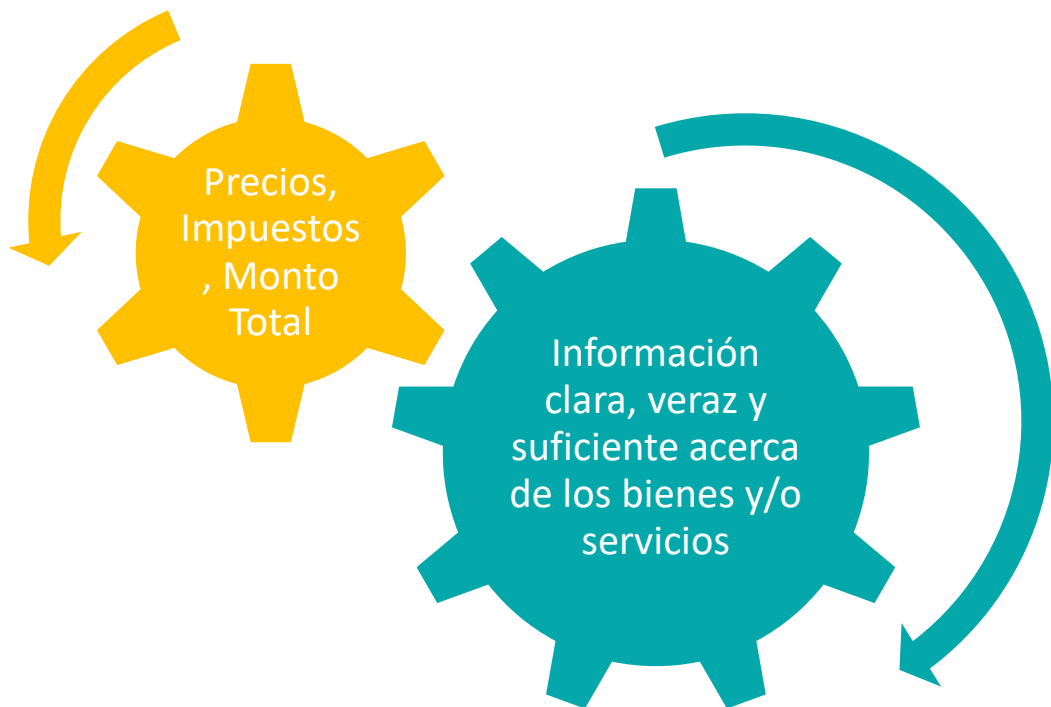 Precios,
Impuestos
, Monto
Total
Información
clara, veraz y
suficiente acerca
de los bienes y/o
servicios